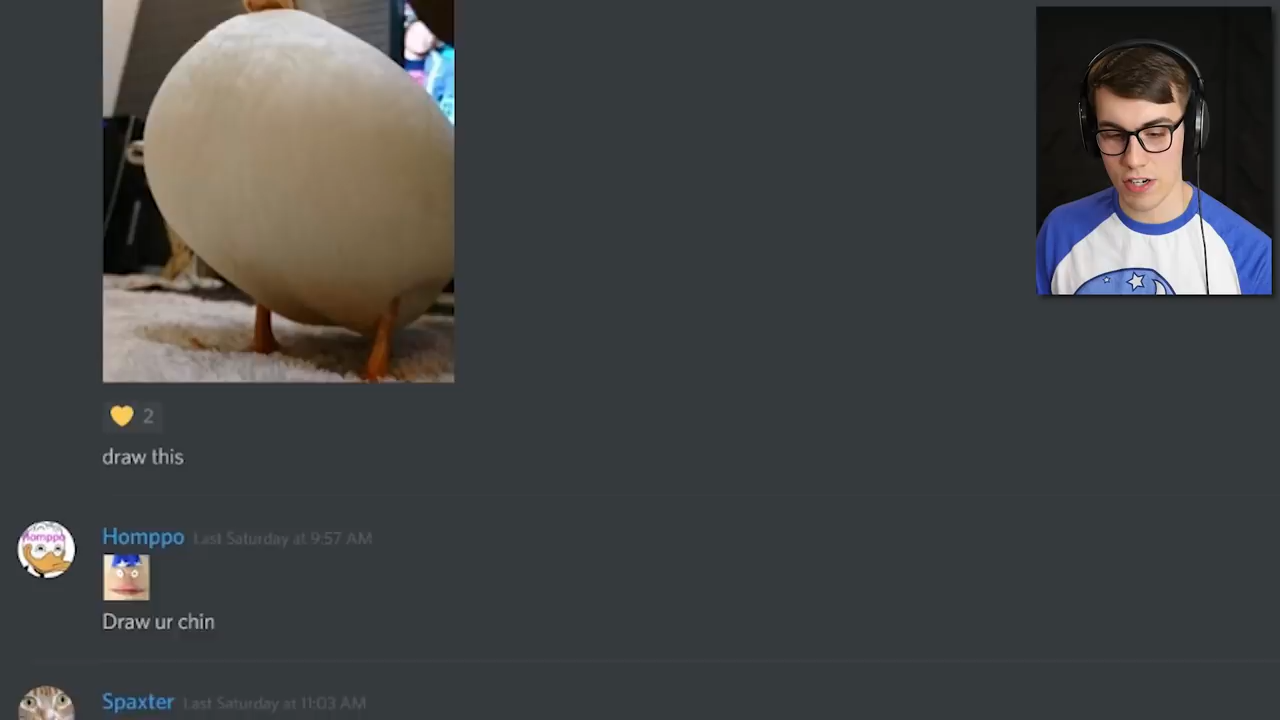 2
draw this
Homppo Last Saturday at 9:57 AM
Homppo
Draw ur chin
Spaxter Last Saturday at 11:03 AM